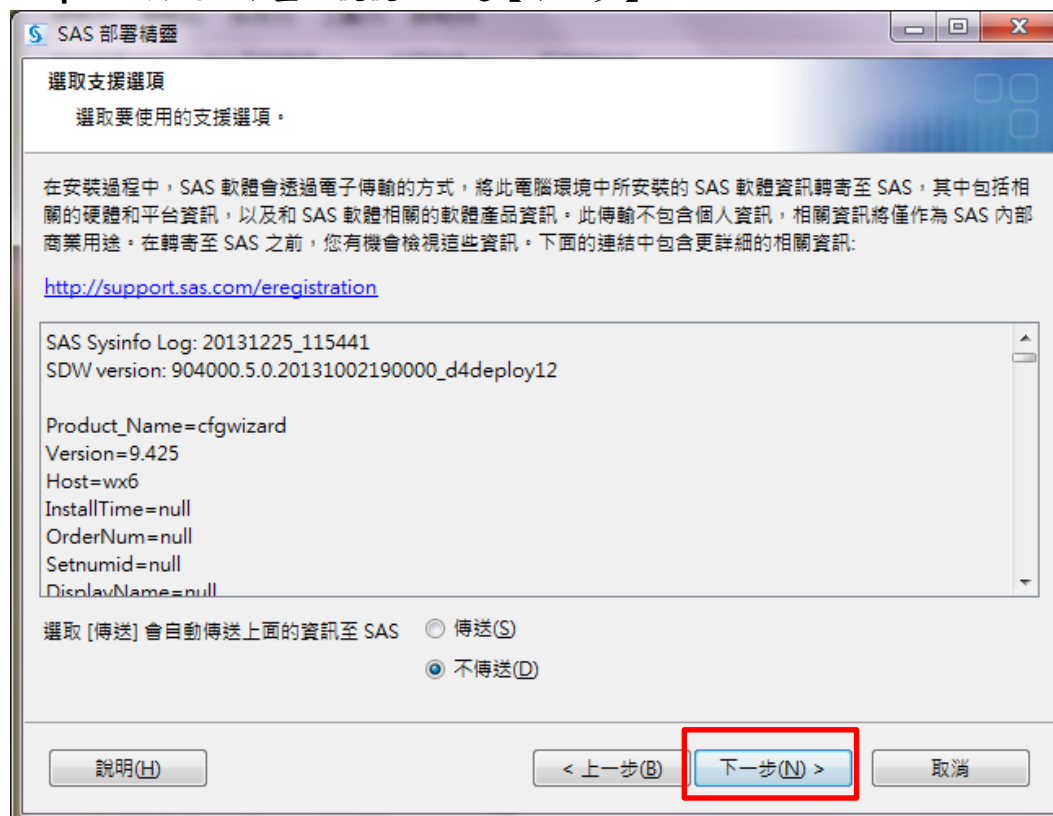 SAS 部署精靈
選取支援選項
選取要使用的支援選項。
在安裝過程中，SAS 軟體會透過電子傳輸的方式，將此電腦環境中所安裝的 SAS 軟體資訊轉寄至 SAS，其中包括相
關的硬體和平台資訊，以及和 SAS 軟體相關的軟體產品資訊。此傳輸不包含個人資訊，相關資訊將僅作為 SAS 內部
商業用途。在轉寄至 SAS 之前，您有機會檢視這些資訊。下面的連結中包含更詳細的相關資訊:
http://support.sas.com/eregistration
SAS Sysinfo Log: 20131225_115441
SDW version: 904000.5.0.20131002190000_d4deploy12
Product_Name=cfgwizard
Version=9.425
Host=wx6
InstallTime=null
OrderNum=null
Setnumid=null
DisplayName=null
選取 [傳送] 會自動傳送上面的資訊至 SAS 傳送(S)
不傳送(D)
說明(H) < 上一步(B) 下一步(N) > 取消